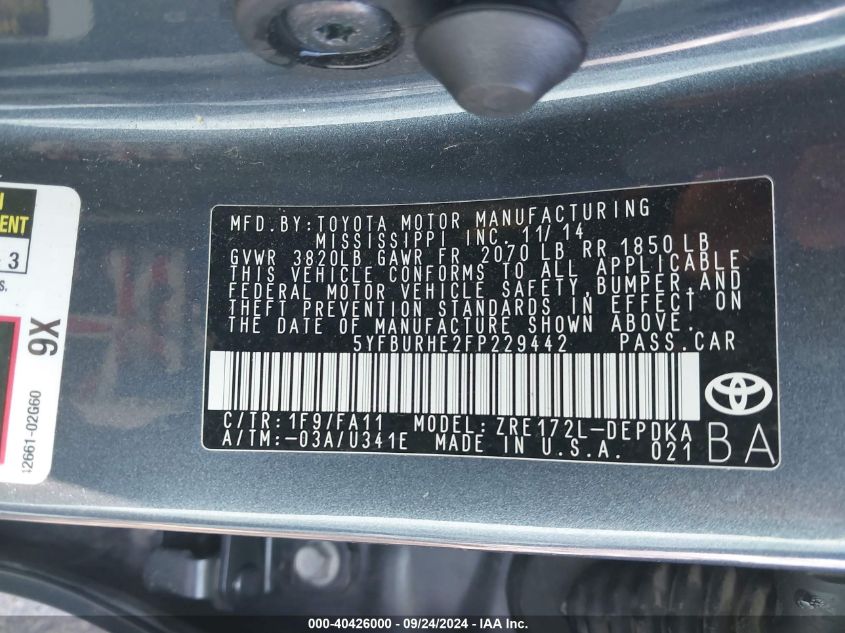 MFD.BY:TOYOTA MOTOR MANUFACTURING
MISSISSIPPI INC. 11/14
GVWR 3820LB GAWR FR 2070 LB RR 1850 LB
THIS VEHICLE CONFORMS TO ALL APPLICABLE
FEDERAL MOTOR VEHICLE SAFETY,BUMPER,AND
THEFT PREVENTION STANDARDS IN EFFECT ON
THE DATE OF MANUFACTURE SHOWN ABOVE.
5YFBURHE2FP229442 PASS.CAR
C/TR:1F9/FA11 MODEL:ZRE172L-DEPDKA
A/TM:-03A/U341E MADE IN U.S.A. 021
BA
3
9X
000-40426000 - 09/24/2024 - IAA Inc.